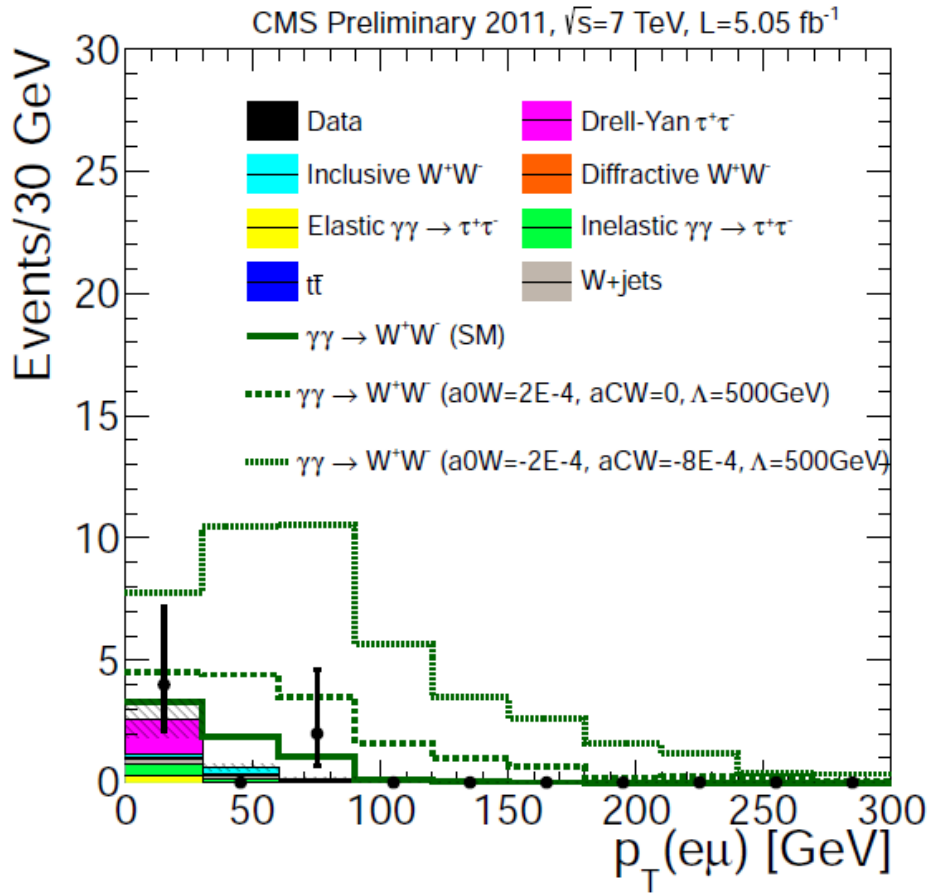 CMS Preliminary 2011, √s=7 TeV, L=5.05 fb⁻¹
Events/30 GeV
30
25
20
15
10
5
0
Data
Drell-Yan τ⁺τ⁻
Inclusive W⁺W⁻
Diffractive W⁺W⁻
Elastic γγ → τ⁺τ⁻
Inelastic γγ → τ⁺τ⁻
tt̄
W+jets
γγ → W⁺W⁻ (SM)
γγ → W⁺W⁻ (a0W=2E-4, aCW=0, Λ=500GeV)
γγ → W⁺W⁻ (a0W=-2E-4, aCW=-8E-4, Λ=500GeV)
0 50 100 150 200 250 300
p_T(eμ) [GeV]